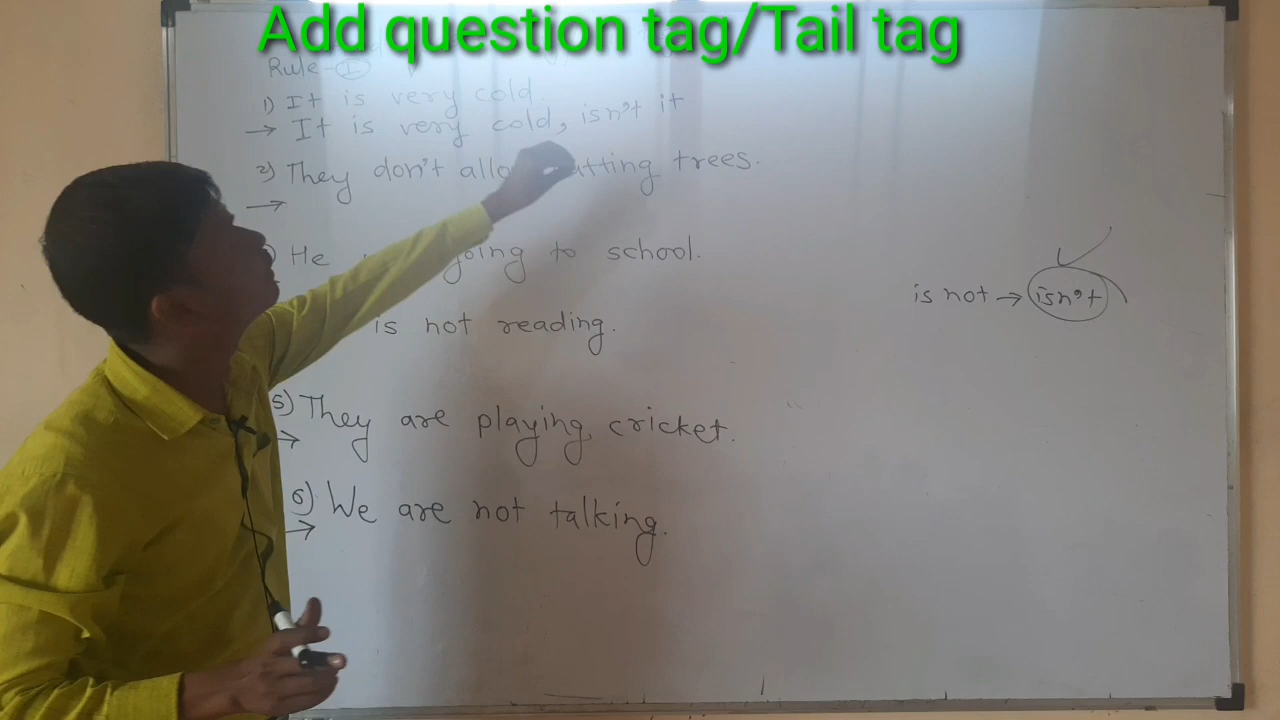 Add question tag/Tail tag
Rule - I
1) It is very cold.
→ It is very cold, isn't it
2) They don't cutting trees.
→
He going to school.
is not reading.
is not → isn't
5) They are playing cricket.
→
6) We are not talking.
→